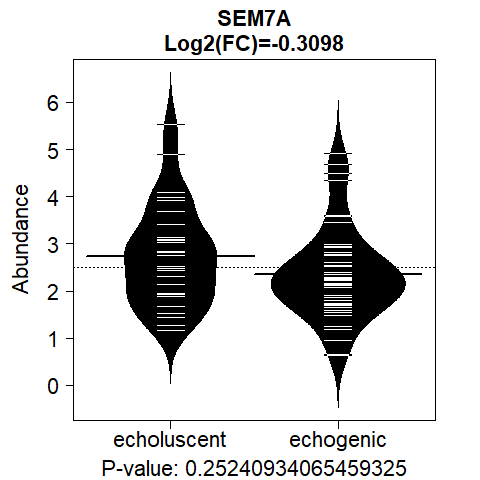 SEM7A
Log2(FC)=-0.3098
Abundance
6
5
4
3
2
1
0
echoluscent echogenic
P-value: 0.25240934065459325